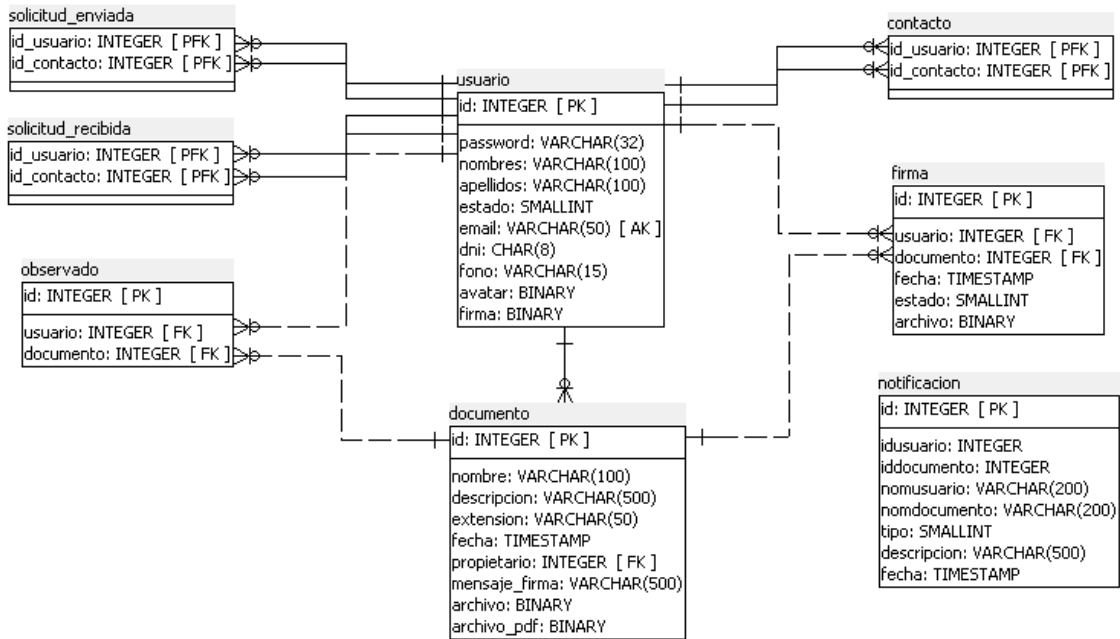 solicitud_enviada
id_usuario: INTEGER [ PFK ]
id_contacto: INTEGER [ PFK ]
solicitud_recibida
id_usuario: INTEGER [ PFK ]
id_contacto: INTEGER [ PFK ]
observado
id: INTEGER [ PK ]
usuario: INTEGER [ FK ]
documento: INTEGER [ FK ]
usuario
id: INTEGER [ PK ]
password: VARCHAR(32)
nombres: VARCHAR(100)
apellidos: VARCHAR(100)
estado: SMALLINT
email: VARCHAR(50) [ AK ]
dni: CHAR(8)
fono: VARCHAR(15)
avatar: BINARY
firma: BINARY
documento
id: INTEGER [ PK ]
nombre: VARCHAR(100)
descripcion: VARCHAR(500)
extension: VARCHAR(50)
fecha: TIMESTAMP
propietario: INTEGER [ FK ]
mensaje_firma: VARCHAR(500)
archivo: BINARY
archivo_pdf: BINARY
contacto
id_usuario: INTEGER [ PFK ]
id_contacto: INTEGER [ PFK ]
firma
id: INTEGER [ PK ]
usuario: INTEGER [ FK ]
documento: INTEGER [ FK ]
fecha: TIMESTAMP
estado: SMALLINT
archivo: BINARY
notificacion
id: INTEGER [ PK ]
idusuario: INTEGER
iddocumento: INTEGER
nomusuario: VARCHAR(200)
nomdocumento: VARCHAR(200)
tipo: SMALLINT
descripcion: VARCHAR(500)
fecha: TIMESTAMP